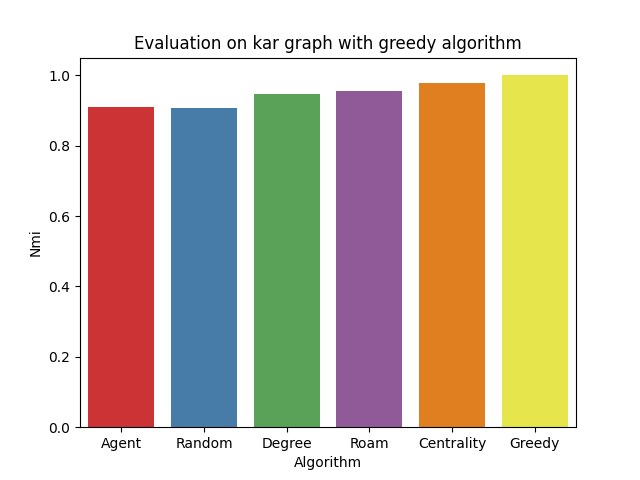 Evaluation on kar graph with greedy algorithm
1.0
0.8
0.6
0.4
0.2
0.0
Nmi
Agent Random Degree Roam Centrality Greedy
Algorithm